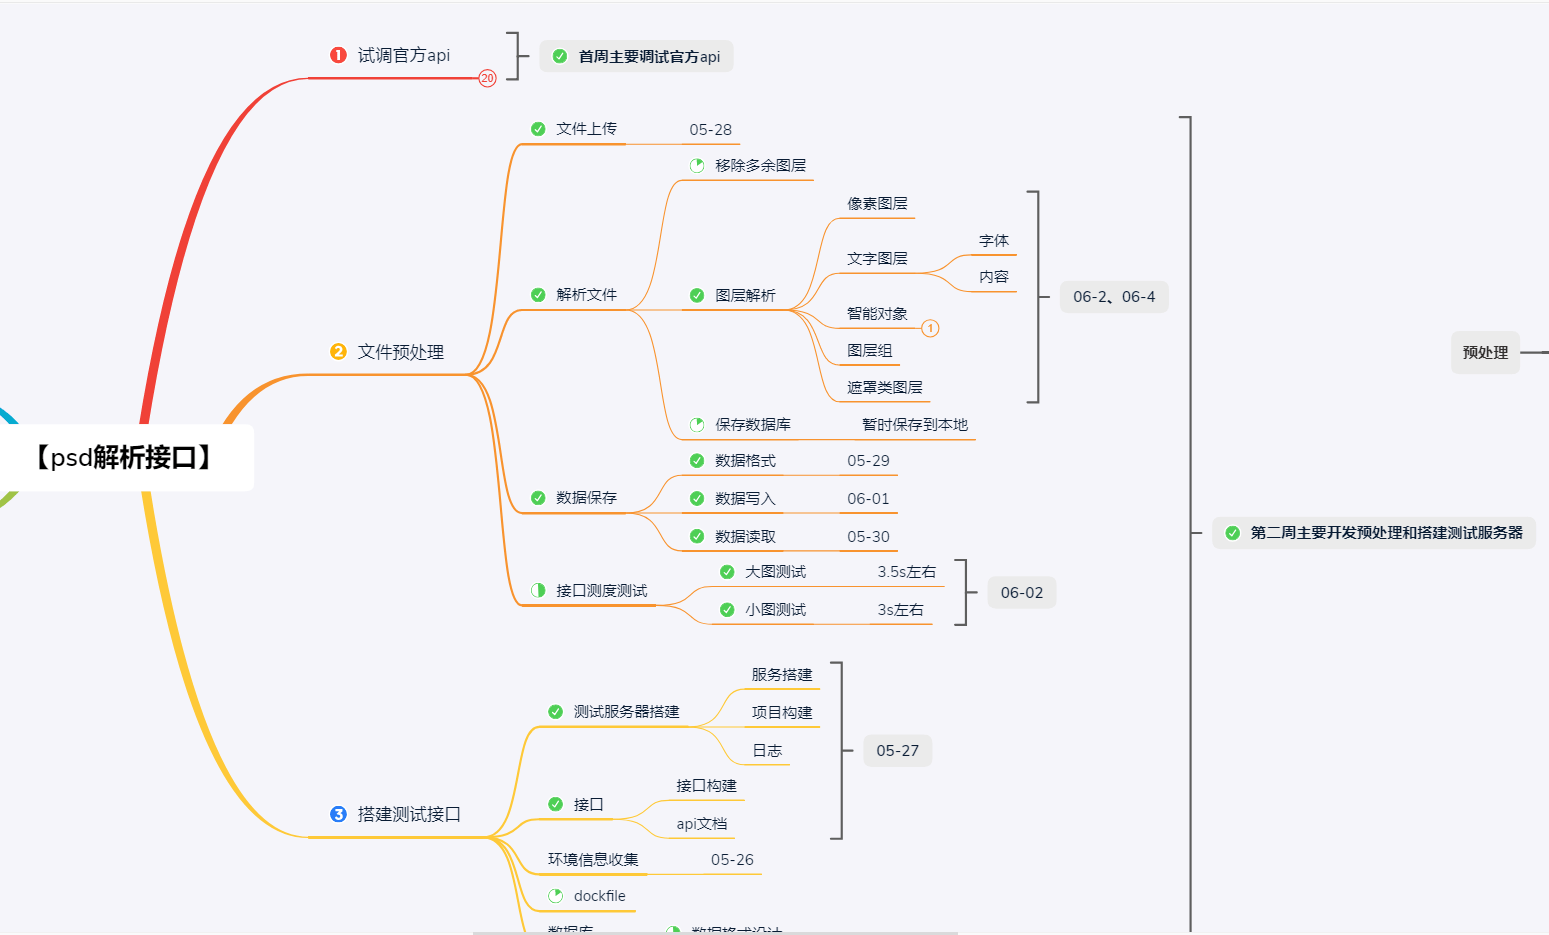 【psd解析接口】
1 试调官方api
20
首周主要调试官方api
2 文件预处理
文件上传
05-28
解析文件
移除多余图层
图层解析
像素图层
文字图层
字体
内容
智能对象
1
图层组
遮罩类图层
06-2、06-4
保存数据库
暂时保存到本地
数据保存
数据格式
05-29
数据写入
06-01
数据读取
05-30
接口测度测试
大图测试
3.5s左右
小图测试
3s左右
06-02
3 搭建测试接口
测试服务器搭建
服务搭建
项目构建
日志
接口
接口构建
api文档
05-27
环境信息收集
05-26
dockfile
数据库
数据格式设计
第二周主要开发预处理和搭建测试服务器
预处理